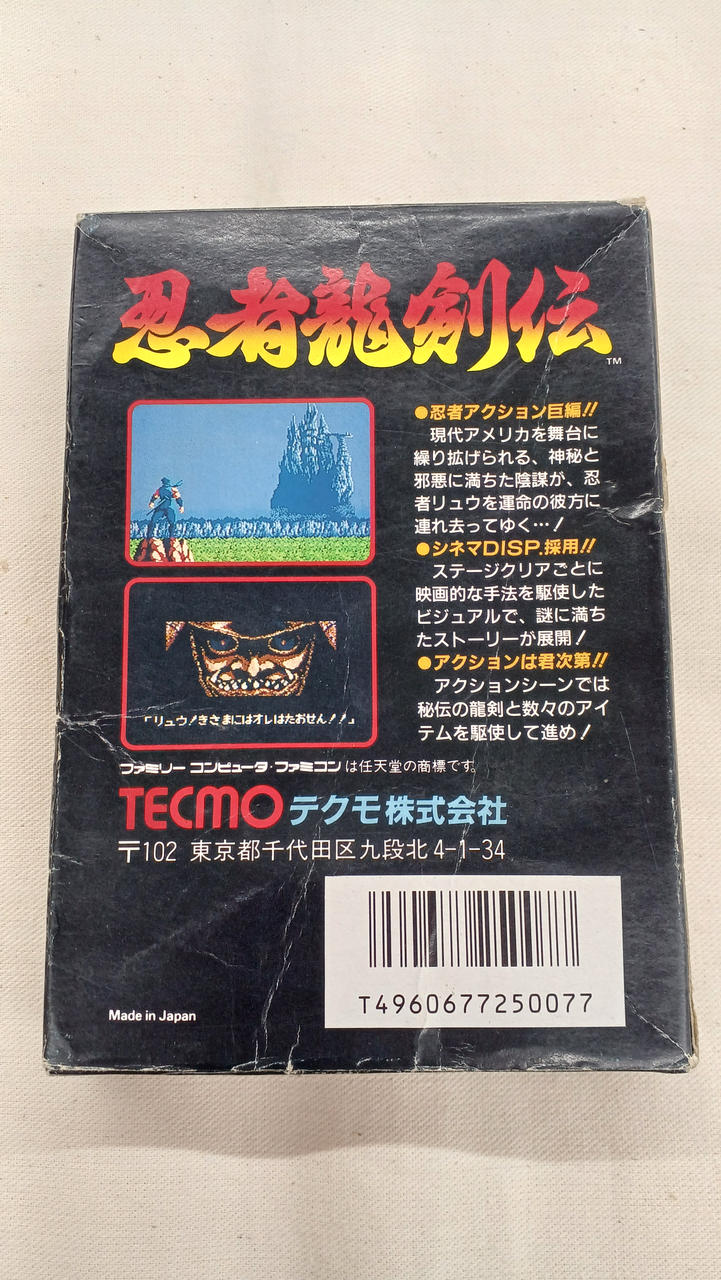 忍者龍剣伝™
●忍者アクション巨編!!
現代アメリカを舞台に
繰り拡げられる、神秘と
邪悪に満ちた陰謀が、忍
者リュウを運命の彼方に
連れ去ってゆく…!
●シネマDISP.採用!!
ステージクリアごとに
映画的な手法を駆使した
ビジュアルで、謎に満ち
たストーリーが展開!
●アクションは君次第!!
アクションシーンでは
秘伝の龍剣と数々のアイ
テムを駆使して進め!
「リュウ!きさまにはオレはたおせん!!」
ファミリーコンピュータ・ファミコンは任天堂の商標です。
TECMO テクモ株式会社
〒102 東京都千代田区九段北4-1-34
T4960677250077
Made in Japan